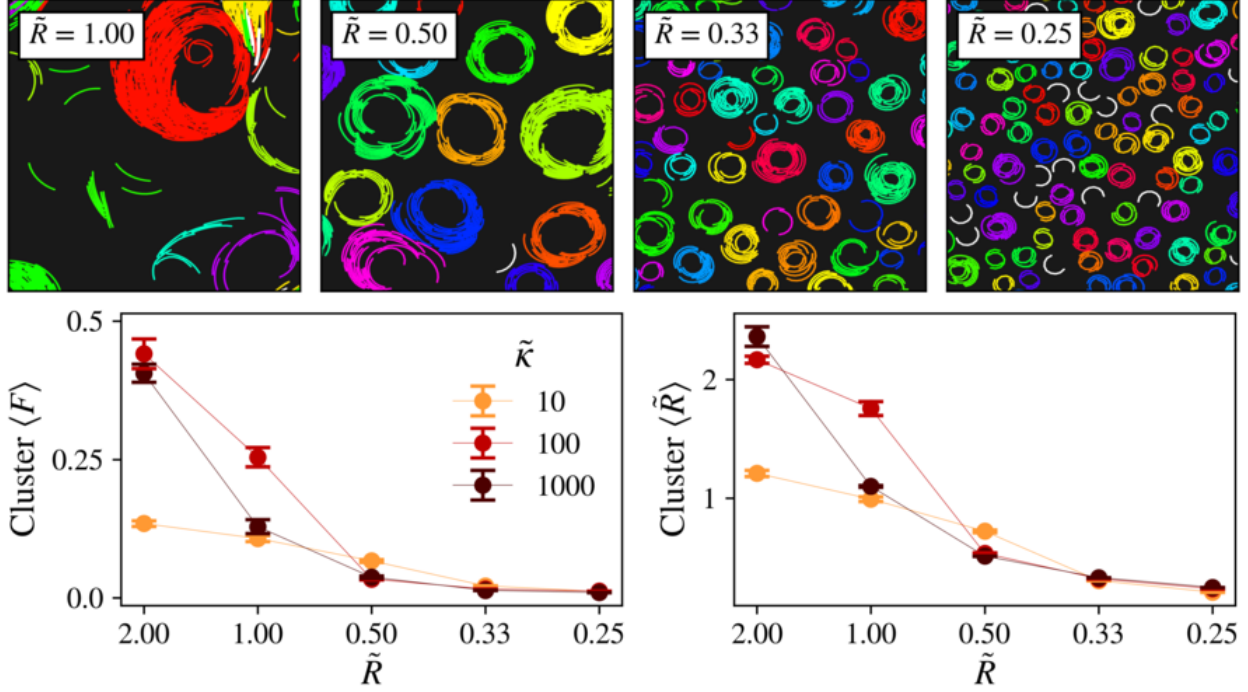 R̃ = 1.00
R̃ = 0.50
R̃ = 0.33
R̃ = 0.25
0.5
0.25
0.0
Cluster ⟨F⟩
κ̃
10
100
1000
2.00 1.00 0.50 0.33 0.25
R̃
2
1
Cluster ⟨R̃⟩
2.00 1.00 0.50 0.33 0.25
R̃